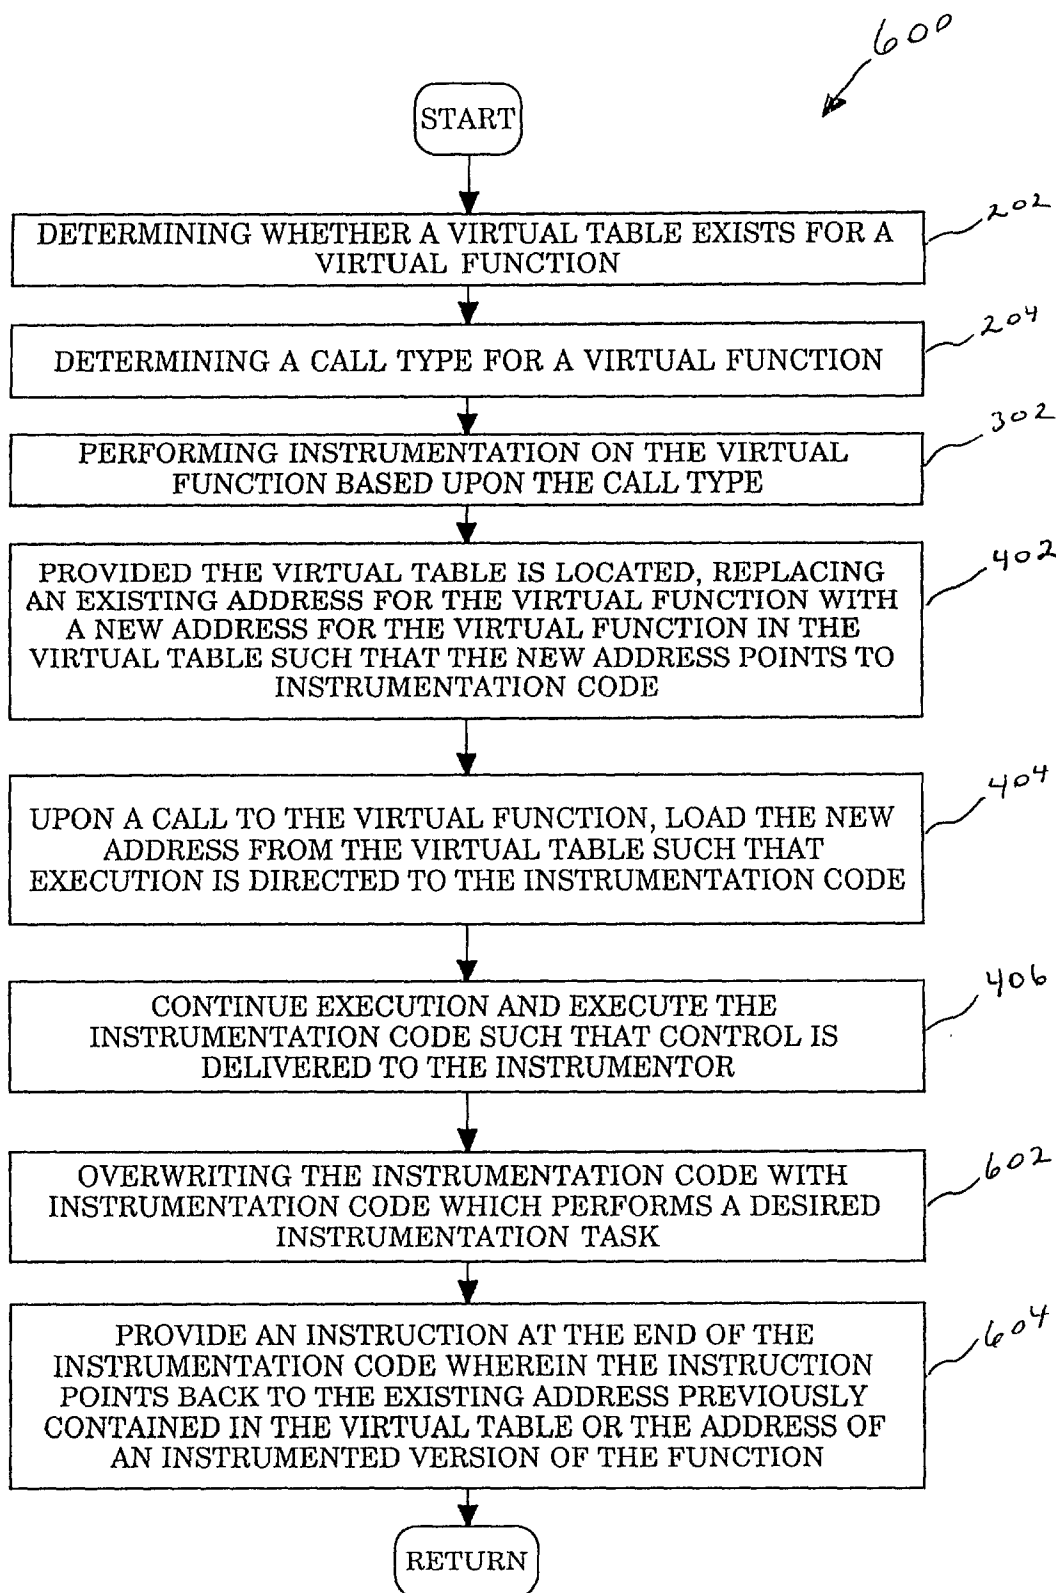 600
START
202
DETERMINING WHETHER A VIRTUAL TABLE EXISTS FOR A
VIRTUAL FUNCTION
204
DETERMINING A CALL TYPE FOR A VIRTUAL FUNCTION
302
PERFORMING INSTRUMENTATION ON THE VIRTUAL
FUNCTION BASED UPON THE CALL TYPE
402
PROVIDED THE VIRTUAL TABLE IS LOCATED, REPLACING
AN EXISTING ADDRESS FOR THE VIRTUAL FUNCTION WITH
A NEW ADDRESS FOR THE VIRTUAL FUNCTION IN THE
VIRTUAL TABLE SUCH THAT THE NEW ADDRESS POINTS TO
INSTRUMENTATION CODE
404
UPON A CALL TO THE VIRTUAL FUNCTION, LOAD THE NEW
ADDRESS FROM THE VIRTUAL TABLE SUCH THAT
EXECUTION IS DIRECTED TO THE INSTRUMENTATION CODE
406
CONTINUE EXECUTION AND EXECUTE THE
INSTRUMENTATION CODE SUCH THAT CONTROL IS
DELIVERED TO THE INSTRUMENTOR
602
OVERWRITING THE INSTRUMENTATION CODE WITH
INSTRUMENTATION CODE WHICH PERFORMS A DESIRED
INSTRUMENTATION TASK
604
PROVIDE AN INSTRUCTION AT THE END OF THE
INSTRUMENTATION CODE WHEREIN THE INSTRUCTION
POINTS BACK TO THE EXISTING ADDRESS PREVIOUSLY
CONTAINED IN THE VIRTUAL TABLE OR THE ADDRESS OF
AN INSTRUMENTED VERSION OF THE FUNCTION
RETURN